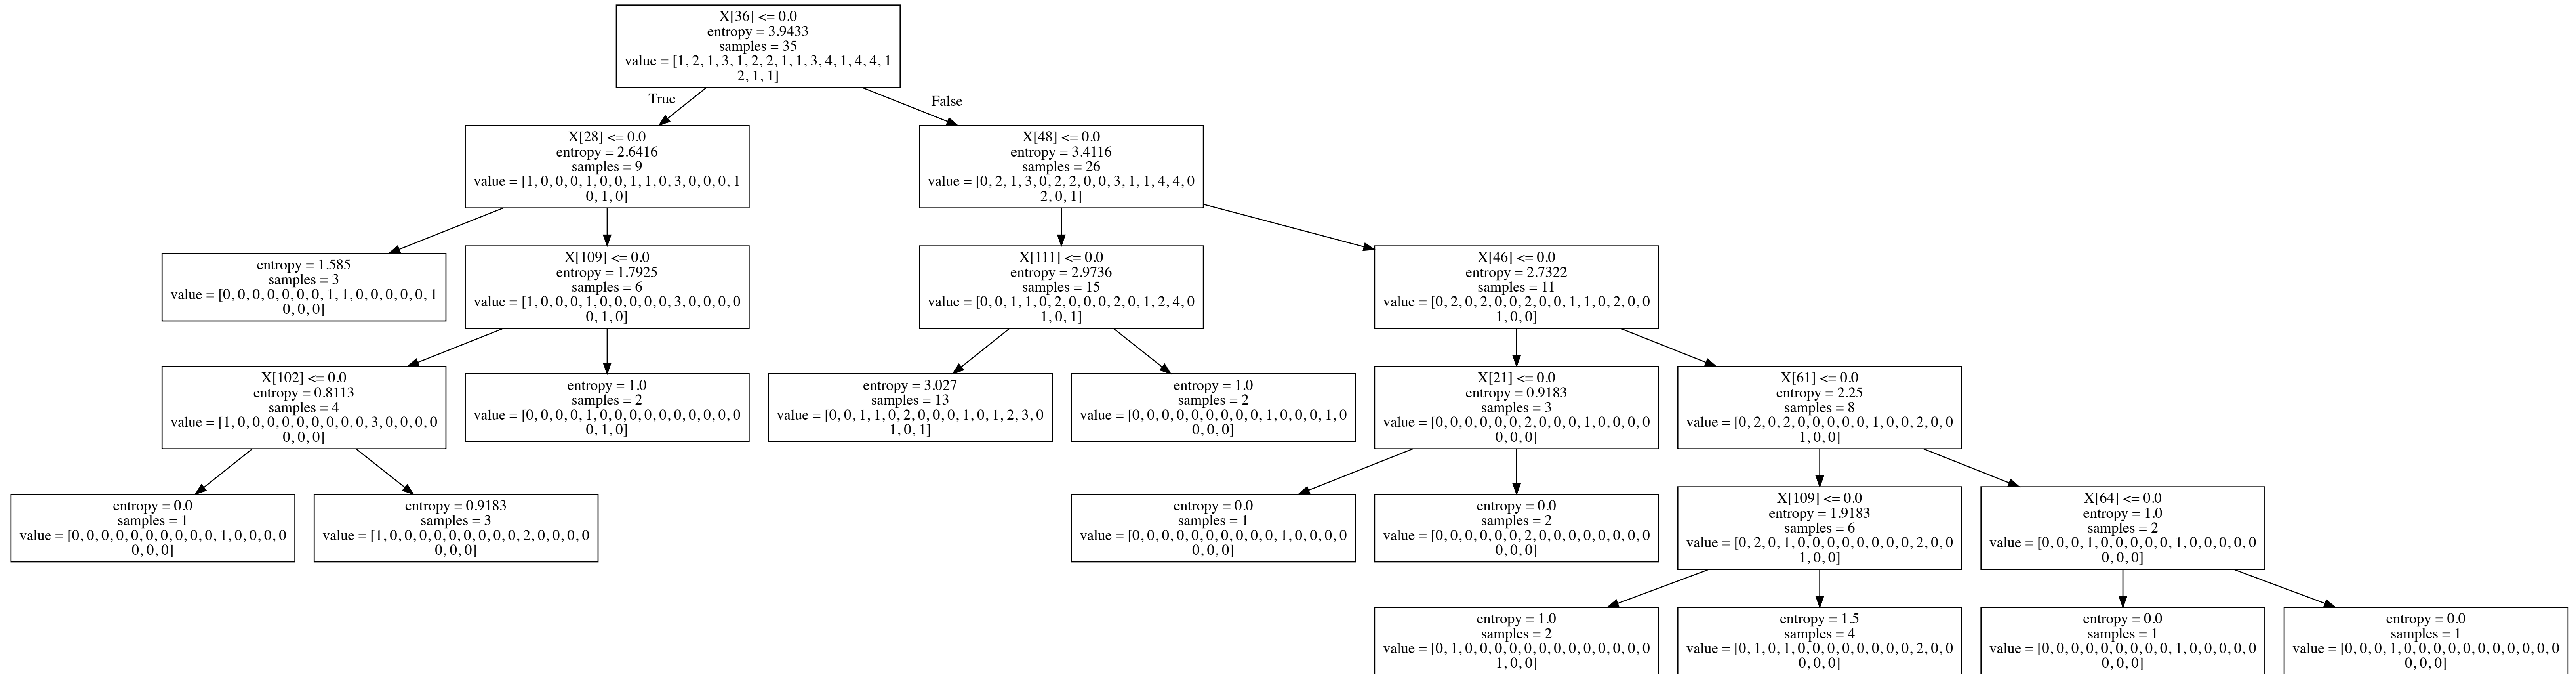 X[36] <= 0.0
entropy = 3.9433
samples = 35
value = [1, 2, 1, 3, 1, 2, 2, 1, 1, 3, 4, 1, 4, 4, 1
2, 1, 1]
True
False
X[28] <= 0.0
entropy = 2.6416
samples = 9
value = [1, 0, 0, 0, 1, 0, 0, 1, 1, 0, 3, 0, 0, 0, 1
0, 1, 0]
X[48] <= 0.0
entropy = 3.4116
samples = 26
value = [0, 2, 1, 3, 0, 2, 2, 0, 0, 3, 1, 1, 4, 4, 0
2, 0, 1]
entropy = 1.585
samples = 3
value = [0, 0, 0, 0, 0, 0, 0, 1, 1, 0, 0, 0, 0, 0, 1
0, 0, 0]
X[109] <= 0.0
entropy = 1.7925
samples = 6
value = [1, 0, 0, 0, 1, 0, 0, 0, 0, 0, 3, 0, 0, 0, 0
0, 1, 0]
X[111] <= 0.0
entropy = 2.9736
samples = 15
value = [0, 0, 1, 1, 0, 2, 0, 0, 0, 2, 0, 1, 2, 4, 0
1, 0, 1]
X[46] <= 0.0
entropy = 2.7322
samples = 11
value = [0, 2, 0, 2, 0, 0, 2, 0, 0, 1, 1, 0, 2, 0, 0
1, 0, 0]
X[102] <= 0.0
entropy = 0.8113
samples = 4
value = [1, 0, 0, 0, 0, 0, 0, 0, 0, 0, 3, 0, 0, 0, 0
0, 0, 0]
entropy = 1.0
samples = 2
value = [0, 0, 0, 0, 1, 0, 0, 0, 0, 0, 0, 0, 0, 0, 0
0, 1, 0]
entropy = 3.027
samples = 13
value = [0, 0, 1, 1, 0, 2, 0, 0, 0, 1, 0, 1, 2, 3, 0
1, 0, 1]
entropy = 1.0
samples = 2
value = [0, 0, 0, 0, 0, 0, 0, 0, 0, 1, 0, 0, 0, 1, 0
0, 0, 0]
X[21] <= 0.0
entropy = 0.9183
samples = 3
value = [0, 0, 0, 0, 0, 0, 2, 0, 0, 0, 1, 0, 0, 0, 0
0, 0, 0]
X[61] <= 0.0
entropy = 2.25
samples = 8
value = [0, 2, 0, 2, 0, 0, 0, 0, 0, 1, 0, 0, 2, 0, 0
1, 0, 0]
entropy = 0.0
samples = 1
value = [0, 0, 0, 0, 0, 0, 0, 0, 0, 0, 1, 0, 0, 0, 0
0, 0, 0]
entropy = 0.9183
samples = 3
value = [1, 0, 0, 0, 0, 0, 0, 0, 0, 0, 2, 0, 0, 0, 0
0, 0, 0]
entropy = 0.0
samples = 1
value = [0, 0, 0, 0, 0, 0, 0, 0, 0, 0, 1, 0, 0, 0, 0
0, 0, 0]
entropy = 0.0
samples = 2
value = [0, 0, 0, 0, 0, 0, 2, 0, 0, 0, 0, 0, 0, 0, 0
0, 0, 0]
X[109] <= 0.0
entropy = 1.9183
samples = 6
value = [0, 2, 0, 1, 0, 0, 0, 0, 0, 0, 0, 0, 2, 0, 0
1, 0, 0]
X[64] <= 0.0
entropy = 1.0
samples = 2
value = [0, 0, 0, 1, 0, 0, 0, 0, 0, 1, 0, 0, 0, 0, 0
0, 0, 0]
entropy = 1.0
samples = 2
value = [0, 1, 0, 0, 0, 0, 0, 0, 0, 0, 0, 0, 0, 0, 0
1, 0, 0]
entropy = 1.5
samples = 4
value = [0, 1, 0, 1, 0, 0, 0, 0, 0, 0, 0, 0, 2, 0, 0
0, 0, 0]
entropy = 0.0
samples = 1
value = [0, 0, 0, 0, 0, 0, 0, 0, 0, 1, 0, 0, 0, 0, 0
0, 0, 0]
entropy = 0.0
samples = 1
value = [0, 0, 0, 1, 0, 0, 0, 0, 0, 0, 0, 0, 0, 0, 0
0, 0, 0]